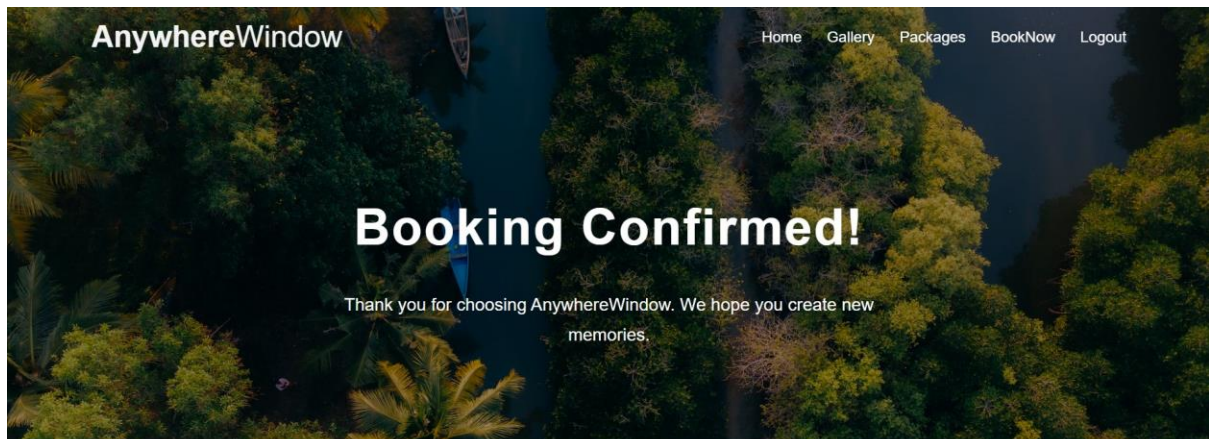 AnywhereWindow Home Gallery Packages BookNow Logout
Booking Confirmed!
Thank you for choosing AnywhereWindow. We hope you create new
memories.